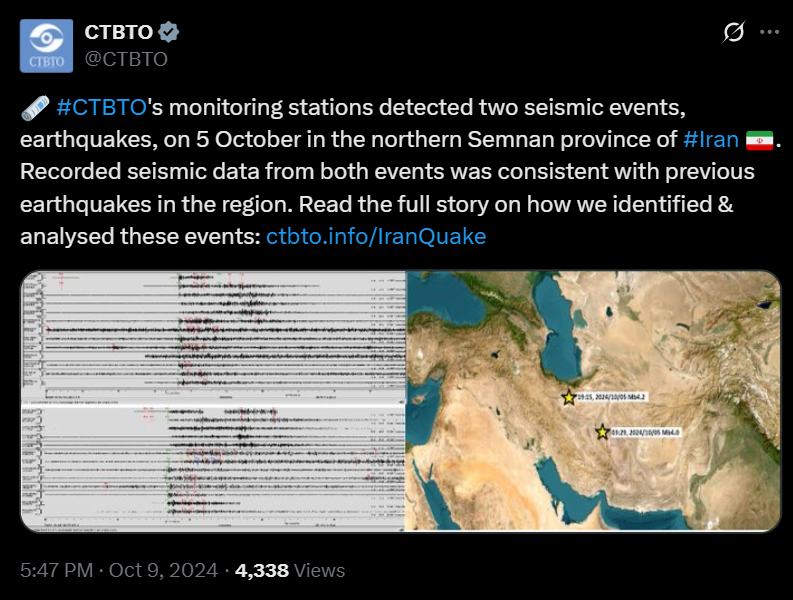 CTBTO
@CTBTO
CTBTO
#CTBTO's monitoring stations detected two seismic events,
earthquakes, on 5 October in the northern Semnan province of #Iran 🇮🇷.
Recorded seismic data from both events was consistent with previous
earthquakes in the region. Read the full story on how we identified &
analysed these events: ctbto.info/IranQuake
19:15, 2024/10/05 Mb4.2
03:29, 2024/10/05 Mb4.0
5:47 PM · Oct 9, 2024 · 4,338 Views